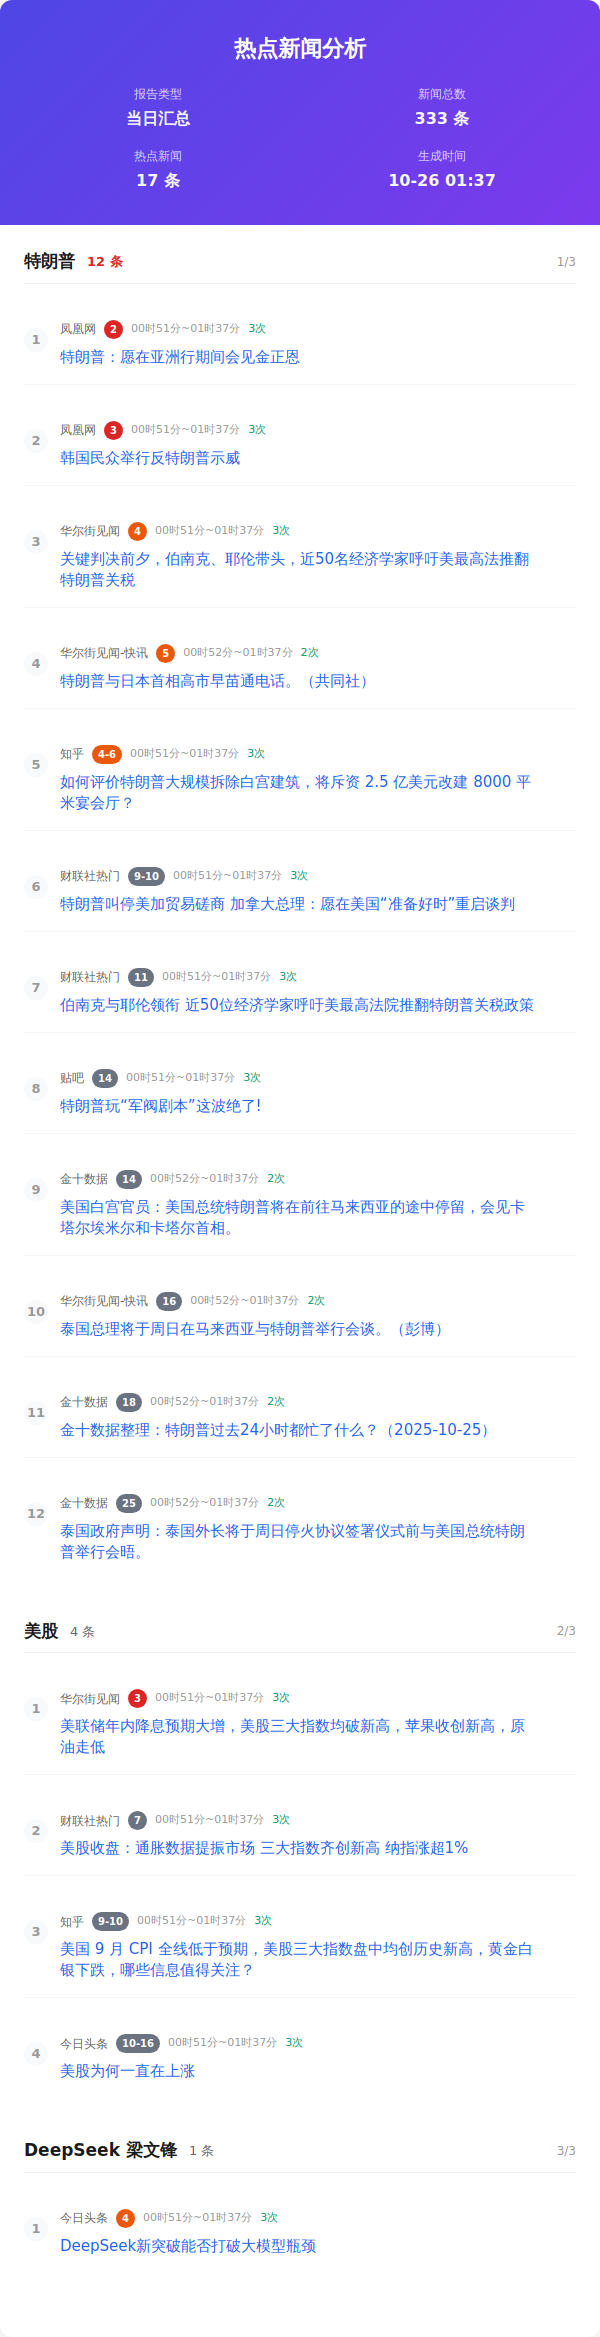 热点新闻分析
报告类型
新闻总数
当日汇总
333 条
热点新闻
生成时间
17 条
10-26 01:37
特朗普 12 条 1/3
1
凤凰网 2 00时51分~01时37分 3次
特朗普：愿在亚洲行期间会见金正恩
2
凤凰网 3 00时51分~01时37分 3次
韩国民众举行反特朗普示威
3
华尔街见闻 4 00时51分~01时37分 3次
关键判决前夕，伯南克、耶伦带头，近50名经济学家呼吁美最高法推翻
特朗普关税
4
华尔街见闻-快讯 5 00时52分~01时37分 2次
特朗普与日本首相高市早苗通电话。（共同社）
5
知乎 4-6 00时51分~01时37分 3次
如何评价特朗普大规模拆除白宫建筑，将斥资 2.5 亿美元改建 8000 平
米宴会厅？
6
财联社热门 9-10 00时51分~01时37分 3次
特朗普叫停美加贸易磋商 加拿大总理：愿在美国“准备好时”重启谈判
7
财联社热门 11 00时51分~01时37分 3次
伯南克与耶伦领衔 近50位经济学家呼吁美最高法院推翻特朗普关税政策
8
贴吧 14 00时51分~01时37分 3次
特朗普玩“军阀剧本”这波绝了!
9
金十数据 14 00时52分~01时37分 2次
美国白宫官员：美国总统特朗普将在前往马来西亚的途中停留，会见卡
塔尔埃米尔和卡塔尔首相。
10
华尔街见闻-快讯 16 00时52分~01时37分 2次
泰国总理将于周日在马来西亚与特朗普举行会谈。（彭博）
11
金十数据 18 00时52分~01时37分 2次
金十数据整理：特朗普过去24小时都忙了什么？（2025-10-25）
12
金十数据 25 00时52分~01时37分 2次
泰国政府声明：泰国外长将于周日停火协议签署仪式前与美国总统特朗
普举行会晤。
美股 4 条 2/3
1
华尔街见闻 3 00时51分~01时37分 3次
美联储年内降息预期大增，美股三大指数均破新高，苹果收创新高，原
油走低
2
财联社热门 7 00时51分~01时37分 3次
美股收盘：通胀数据提振市场 三大指数齐创新高 纳指涨超1%
3
知乎 9-10 00时51分~01时37分 3次
美国 9 月 CPI 全线低于预期，美股三大指数盘中均创历史新高，黄金白
银下跌，哪些信息值得关注？
4
今日头条 10-16 00时51分~01时37分 3次
美股为何一直在上涨
DeepSeek 梁文锋 1 条 3/3
1
今日头条 4 00时51分~01时37分 3次
DeepSeek新突破能否打破大模型瓶颈